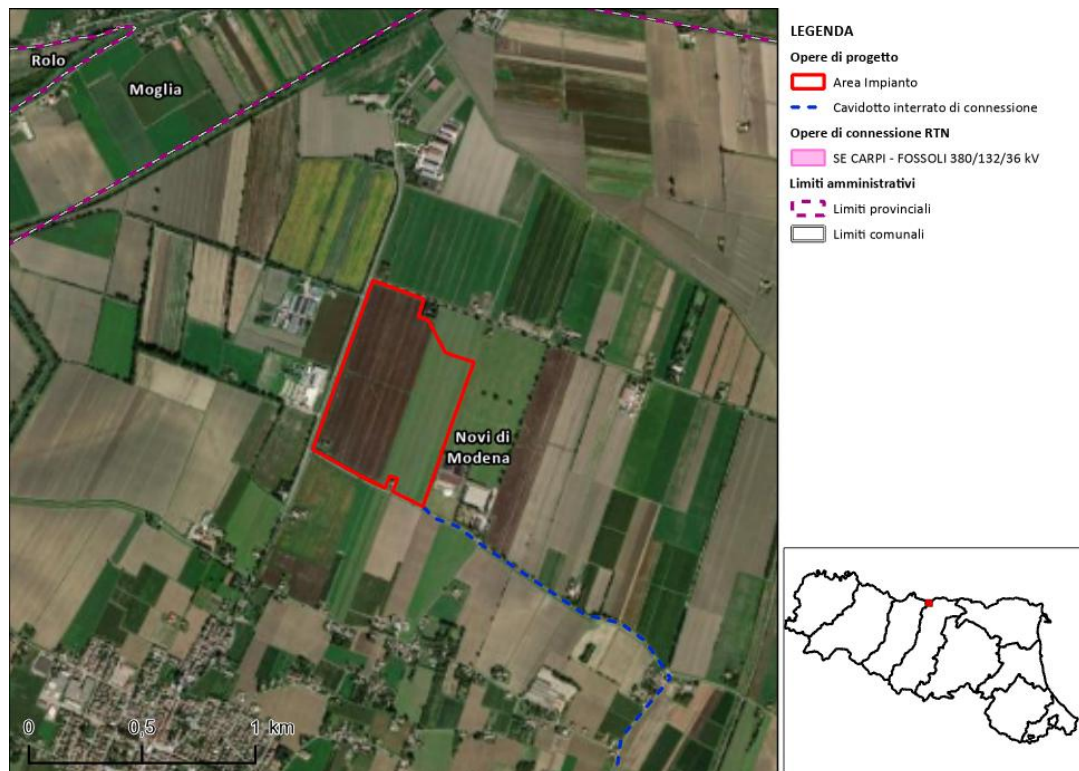 Rolo
Moglia
Novi di
Modena
0 0,5 1 km
LEGENDA
Opere di progetto
Area Impianto
Cavidotto interrato di connessione
Opere di connessione RTN
SE CARPI - FOSSOLI 380/132/36 kV
Limiti amministrativi
Limiti provinciali
Limiti comunali